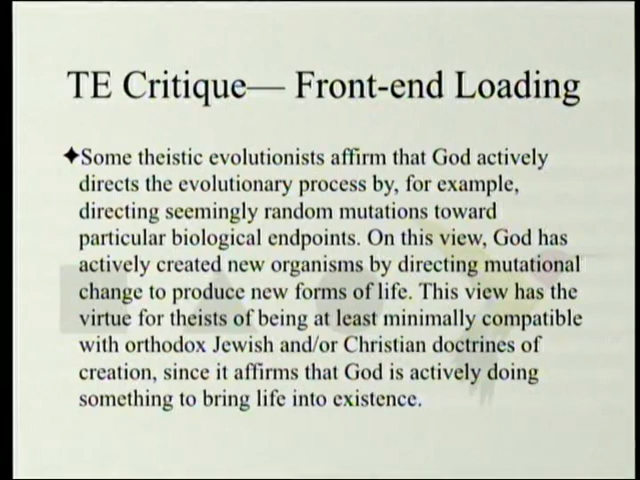 TE Critique— Front-end Loading
✦Some theistic evolutionists affirm that God actively
directs the evolutionary process by, for example,
directing seemingly random mutations toward
particular biological endpoints. On this view, God has
actively created new organisms by directing mutational
change to produce new forms of life. This view has the
virtue for theists of being at least minimally compatible
with orthodox Jewish and/or Christian doctrines of
creation, since it affirms that God is actively doing
something to bring life into existence.